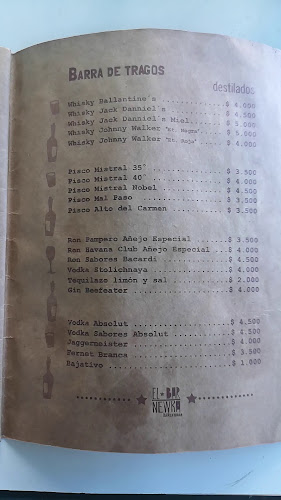 BARRA DE TRAGOS
destilados
Whisky Ballantine's ............ $ 4.000
Whisky Jack Danniel's .......... $ 4.500
Whisky Jack Danniel's Miel ..... $ 5.000
Whisky Johnny Walker "et. negra" $ 5.000
Whisky Johnny Walker "et. roja" $ 4.000
Pisco Mistral 35° .............. $ 3.500
Pisco Mistral 40° .............. $ 4.000
Pisco Mistral Nobel ............ $ 4.500
Pisco Mal Paso ................. $ 3.500
Pisco Alto del Carmen .......... $ 3.500
Ron Pampero Añejo Especial ..... $ 3.500
Ron Havana Club Añejo Especial . $ 4.000
Ron Sabores Bacardi ............ $ 4.500
Vodka Stolichnaya .............. $ 4.000
Tequilazo limón y sal .......... $ 2.000
Gin Beefeater .................. $ 4.000
Vodka Absolut .................. $ 4.500
Vodka Sabores Absolut .......... $
Jaggermeister .................. $ 4.000
Fernet Branca .................. $ 3.500
Bajativo ....................... $ 1.000
EL BAR
NEWKÉN